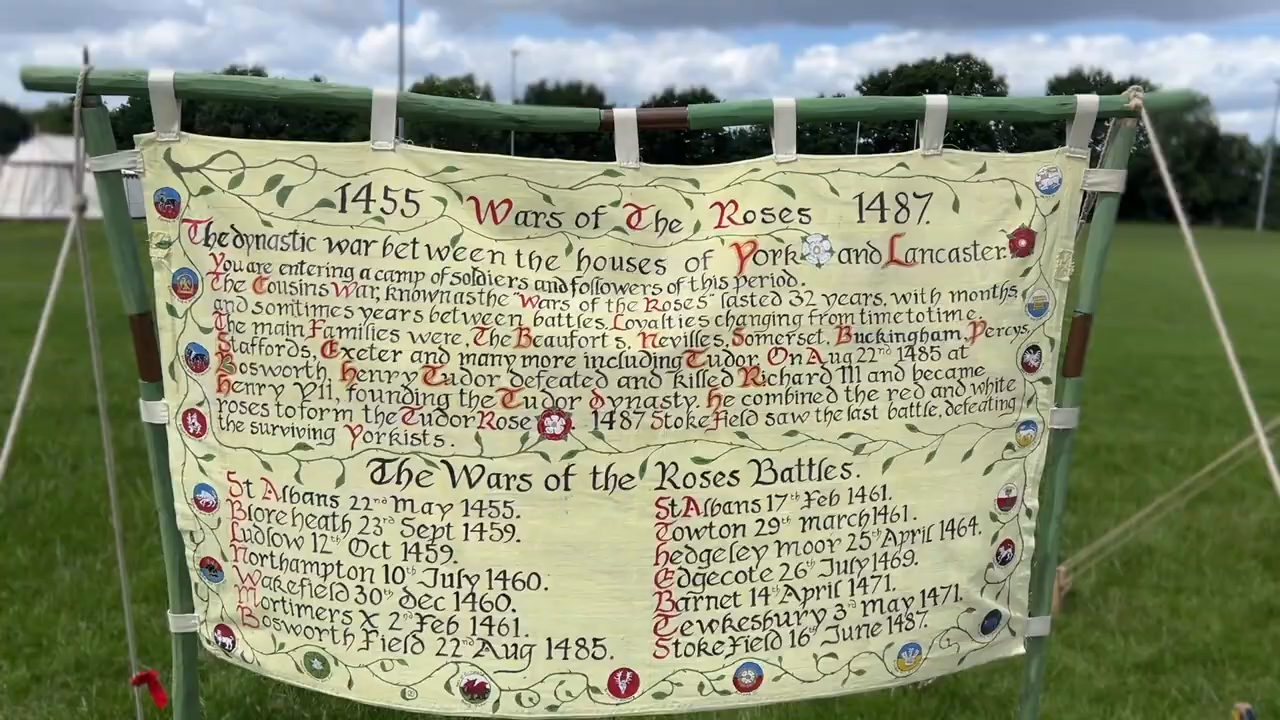 1455 Wars of The Roses 1487.
The dynastic war between the houses of York and Lancaster.
You are entering a camp of soldiers and followers of this period.
The Cousins War, known as the "Wars of the Roses" lasted 32 years, with months,
and somtimes years between battles. Loyalties changing from time to time.
The main Families were, The Beaufort s, Nevilles, Somerset, Buckingham, Percys,
Staffords, Exeter and many more including Tudor. On Aug 22nd 1485 at
Bosworth, Henry Tudor defeated and killed Richard III and became
Henry VII, founding the Tudor dynasty. He combined the red and white
roses to form the Tudor Rose. 1487 Stoke Field saw the last battle, defeating
the surviving Yorkists.
The Wars of the Roses Battles.
St Albans 22nd May 1455.
Bloreheath 23rd Sept 1459.
Ludlow 12th Oct 1459.
Northampton 10th July 1460.
Wakefield 30th Dec 1460.
Mortimers X 2nd Feb 1461.
Bosworth Field 22nd Aug 1485.
St Albans 17th Feb 1461.
Towton 29th march 1461.
Hedgeley Moor 25th April 1464.
Edgecote 26th July 1469.
Barnet 14th April 1471.
Tewkesbury 3rd May 1471.
Stoke Field 16th June 1487.